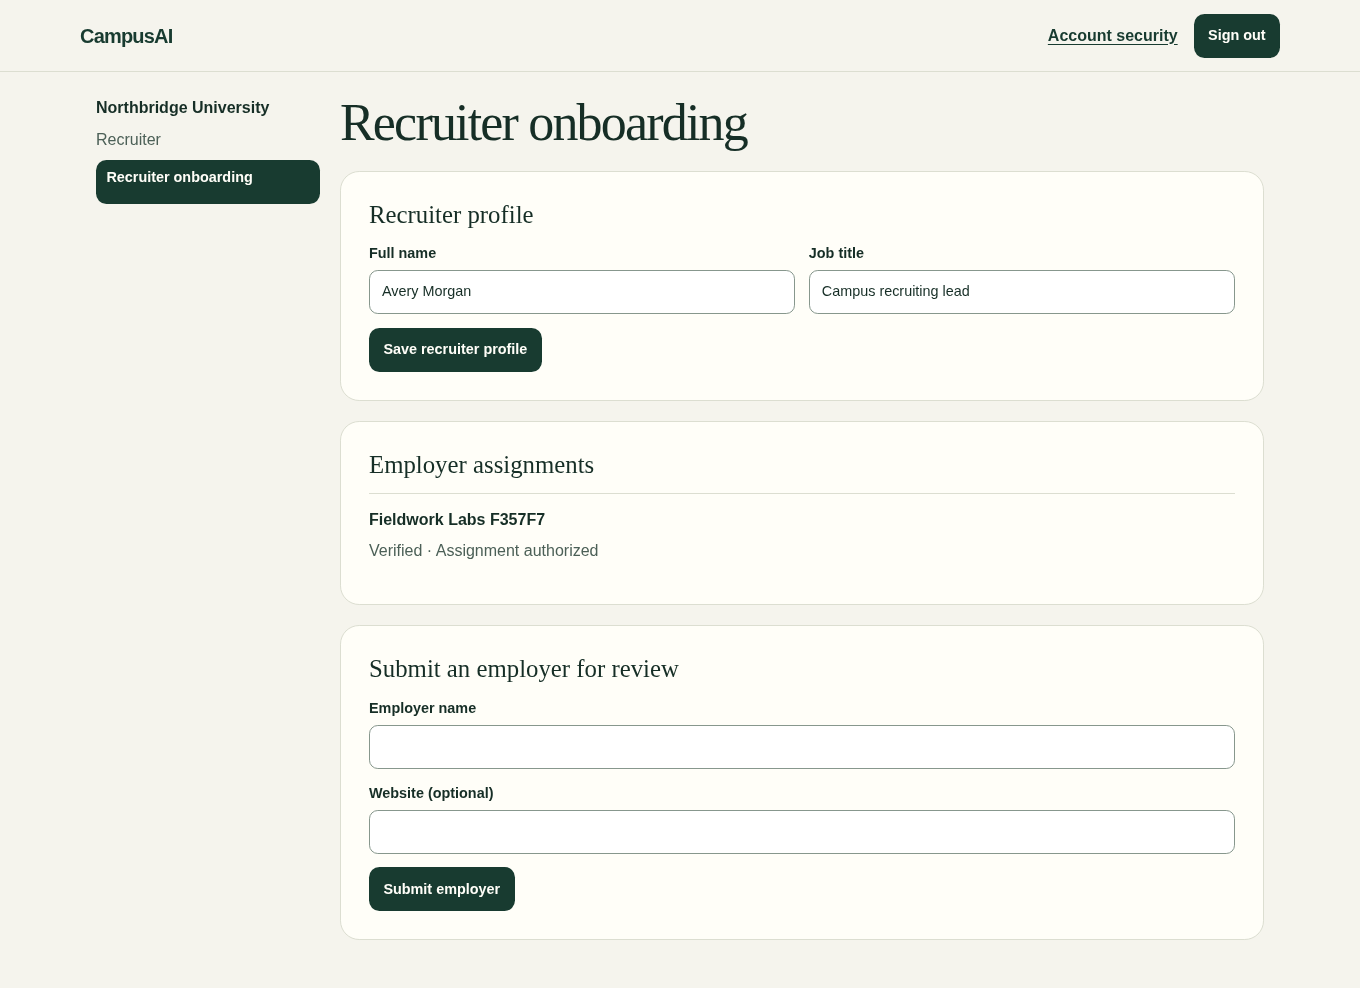 CampusAI
Account security
Sign out
Northbridge University
Recruiter
Recruiter onboarding
Recruiter onboarding
Recruiter profile
Full name
Job title
Avery Morgan
Campus recruiting lead
Save recruiter profile
Employer assignments
Fieldwork Labs F357F7
Verified · Assignment authorized
Submit an employer for review
Employer name
Website (optional)
Submit employer